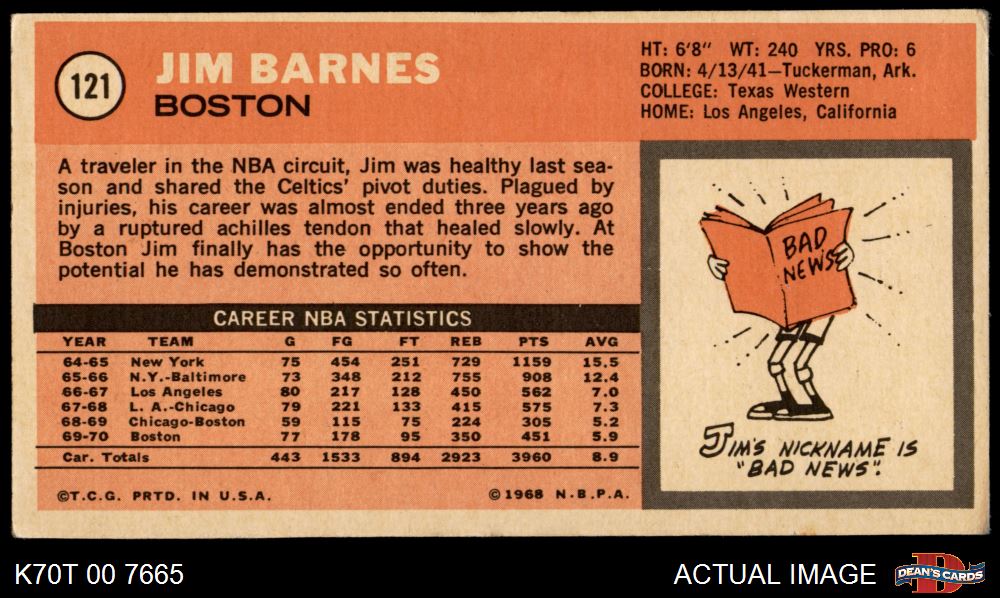 121
JIM BARNES
BOSTON
HT: 6'8" WT: 240 YRS. PRO: 6
BORN: 4/13/41—Tuckerman, Ark.
COLLEGE: Texas Western
HOME: Los Angeles, California
A traveler in the NBA circuit, Jim was healthy last sea-
son and shared the Celtics' pivot duties. Plagued by
injuries, his career was almost ended three years ago
by a ruptured achilles tendon that healed slowly. At
Boston Jim finally has the opportunity to show the
potential he has demonstrated so often.
BAD
NEWS
CAREER NBA STATISTICS
YEAR TEAM G FG FT REB PTS AVG
64-65 New York 75 454 251 729 1159 15.5
65-66 N.Y.-Baltimore 73 348 212 755 908 12.4
66-67 Los Angeles 80 217 128 450 562 7.0
67-68 L. A.-Chicago 79 221 133 415 575 7.3
68-69 Chicago-Boston 59 115 75 224 305 5.2
69-70 Boston 77 178 95 350 451 5.9
Car. Totals 443 1533 894 2923 3960 8.9
JIM'S NICKNAME IS
"BAD NEWS".
©T.C.G. PRTD. IN U.S.A. ©1968 N.B.P.A.
K70T 00 7665 ACTUAL IMAGE
DEAN'S CARDS